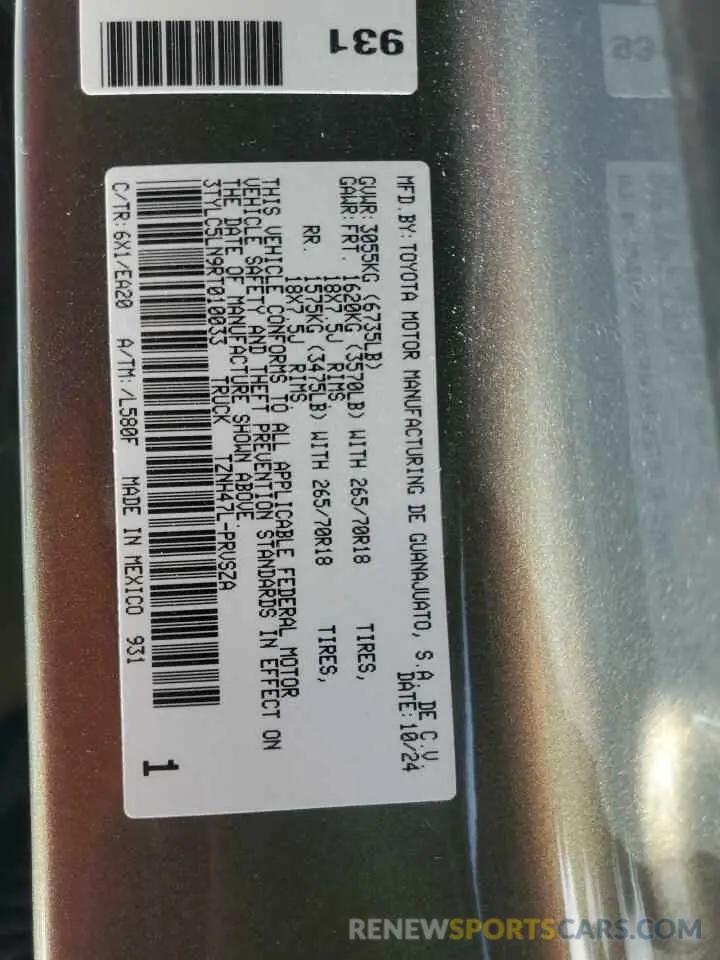 931
MFD.BY:TOYOTA MOTOR MANUFACTURING DE GUANAJUATO, S.A. DE C.V.
DATE:10/24
GVWR:3055KG (6735LB)
GAWR:FRT. 1620KG (3570LB) WITH 265/70R18 TIRES,
18X7.5J RIMS,
RR. 1575KG (3475LB) WITH 265/70R18 TIRES,
18X7.5J RIMS
THIS VEHICLE CONFORMS TO ALL APPLICABLE FEDERAL MOTOR
VEHICLE SAFETY AND THEFT PREVENTION STANDARDS IN EFFECT ON
THE DATE OF MANUFACTURE SHOWN ABOVE.
3TYLC5LN9RT010033 TRUCK TZNH47L-PRVSZA
C/TR:6X1/EA20 A/TM:/L580F MADE IN MEXICO 931
1
RENEWSPORTSCARS.COM